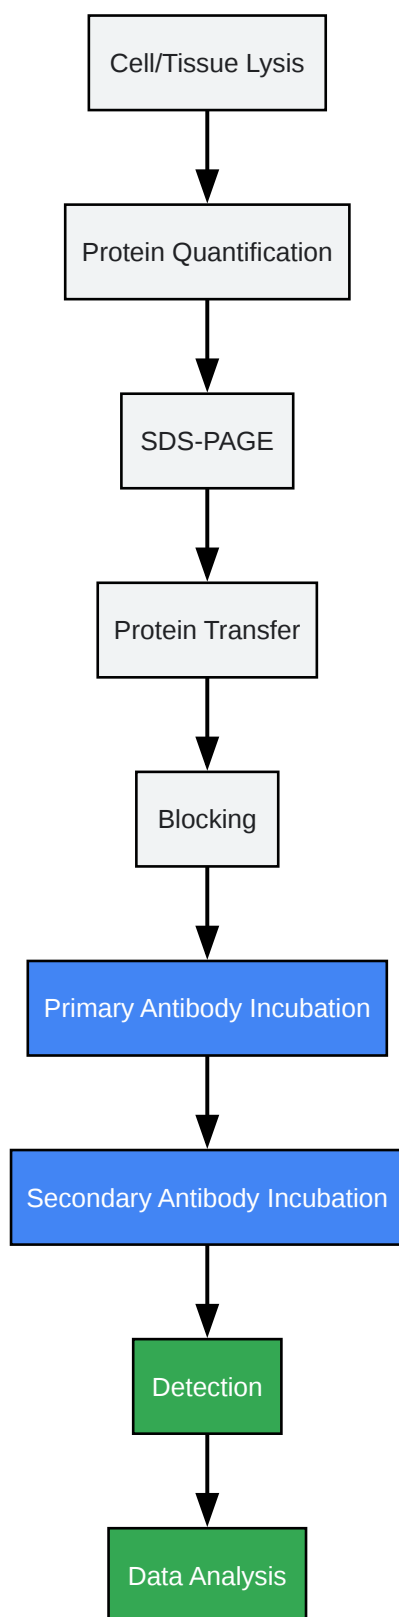 Cell/Tissue Lysis
Protein Quantification
SDS-PAGE
Protein Transfer
Blocking
Primary Antibody Incubation
Secondary Antibody Incubation
Detection
Data Analysis